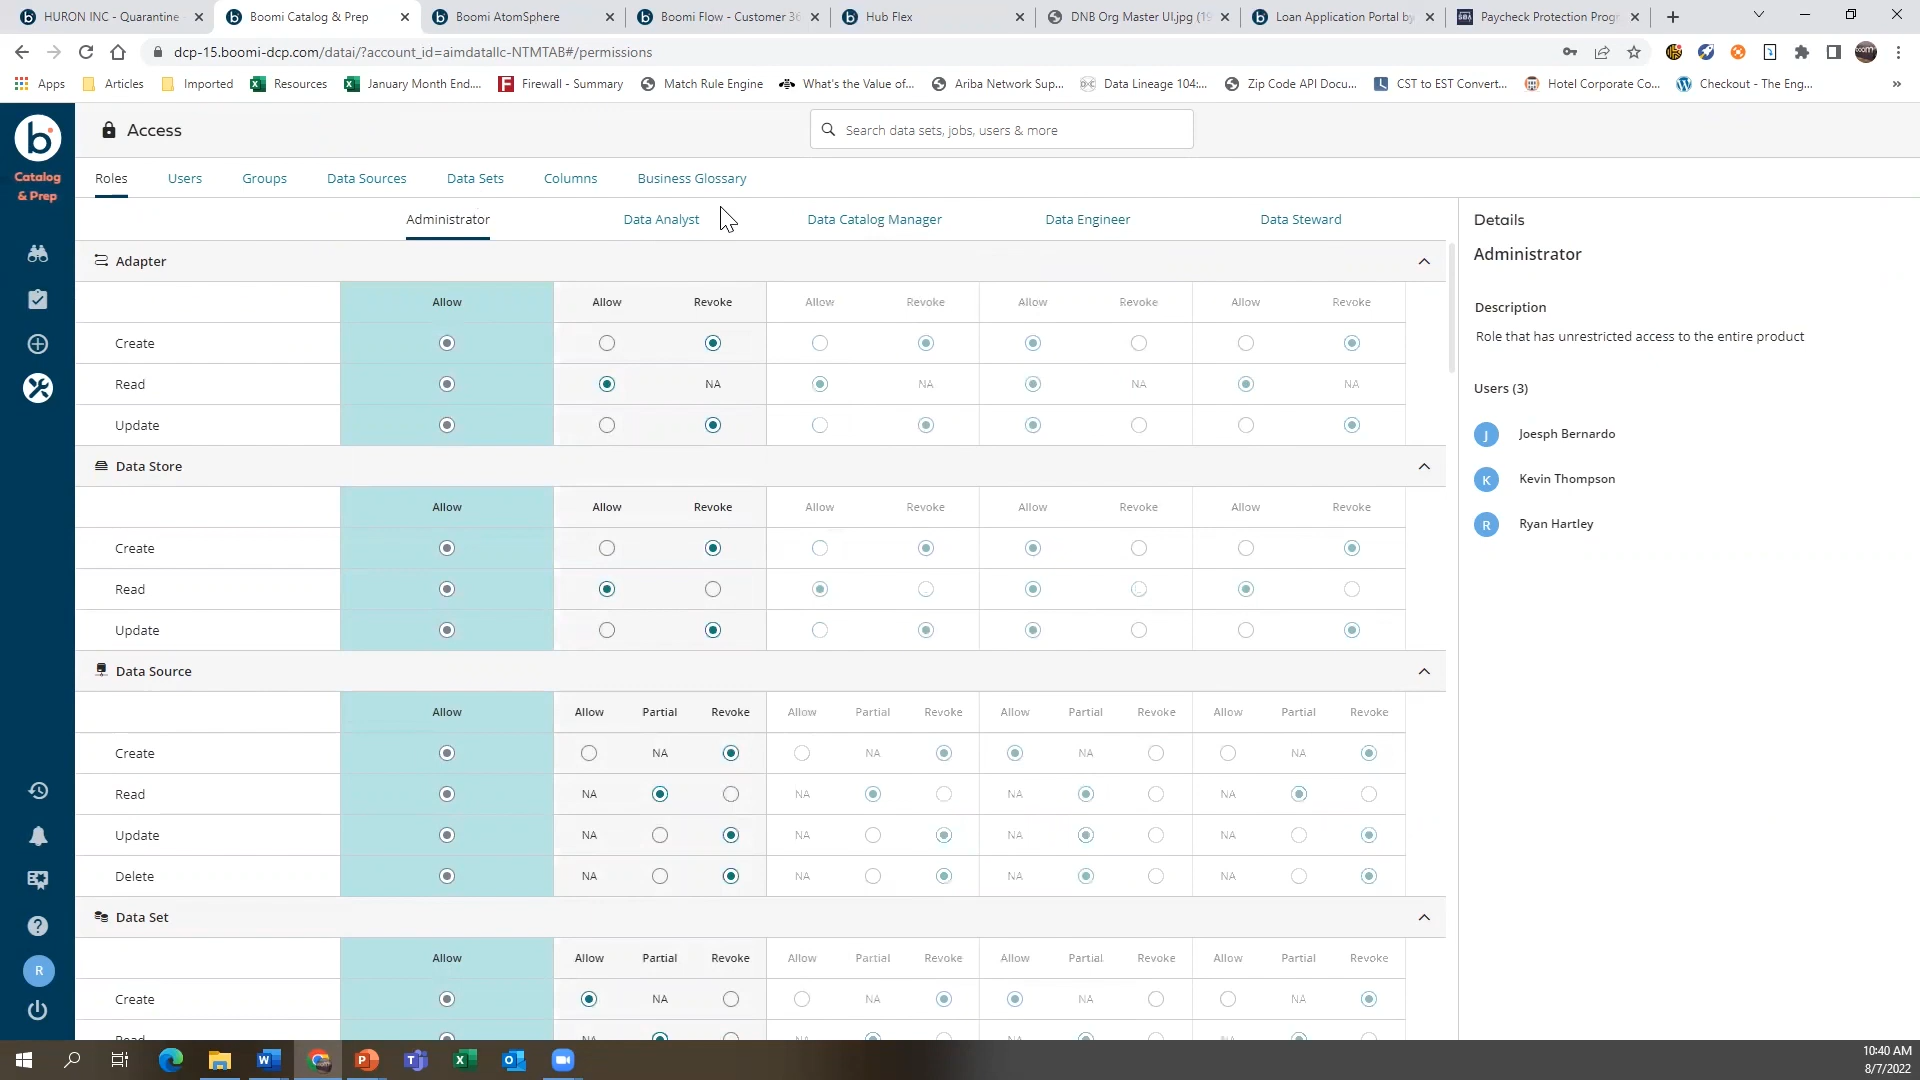 HURON INC - Quarantine
Boomi Catalog & Prep
Boomi AtomSphere
Boomi Flow - Customer 36
Hub Flex
DNB Org Master UI.jpg (19
Loan Application Portal by
Paycheck Protection Prog
dcp-15.boomi-dcp.com/datai/?account_id=aimdatallc-NTMTAB#/permissions
Apps Articles Imported Resources January Month End.... Firewall - Summary Match Rule Engine What's the Value of... Ariba Network Sup... Data Lineage 104:... Zip Code API Docu... CST to EST Convert... Hotel Corporate Co... Checkout - The Eng... »
Catalog
& Prep
Access
Search data sets, jobs, users & more
Roles Users Groups Data Sources Data Sets Columns Business Glossary
Administrator Data Analyst Data Catalog Manager Data Engineer Data Steward
Adapter
Allow Allow Revoke Allow Revoke Allow Revoke Allow Revoke
Create
Read NA NA NA NA
Update
Data Store
Allow Allow Revoke Allow Revoke Allow Revoke Allow Revoke
Create
Read
Update
Data Source
Allow Allow Partial Revoke Allow Partial Revoke Allow Partial Revoke Allow Partial Revoke
Create NA NA NA NA
Read NA NA NA NA
Update NA NA NA NA
Delete NA NA NA NA
Data Set
Allow Allow Partial Revoke Allow Partial Revoke Allow Partial Revoke Allow Partial Revoke
Create NA NA NA NA
Read NA NA NA NA
Details
Administrator
Description
Role that has unrestricted access to the entire product
Users (3)
J Joesph Bernardo
K Kevin Thompson
R Ryan Hartley
R
10:40 AM
8/7/2022